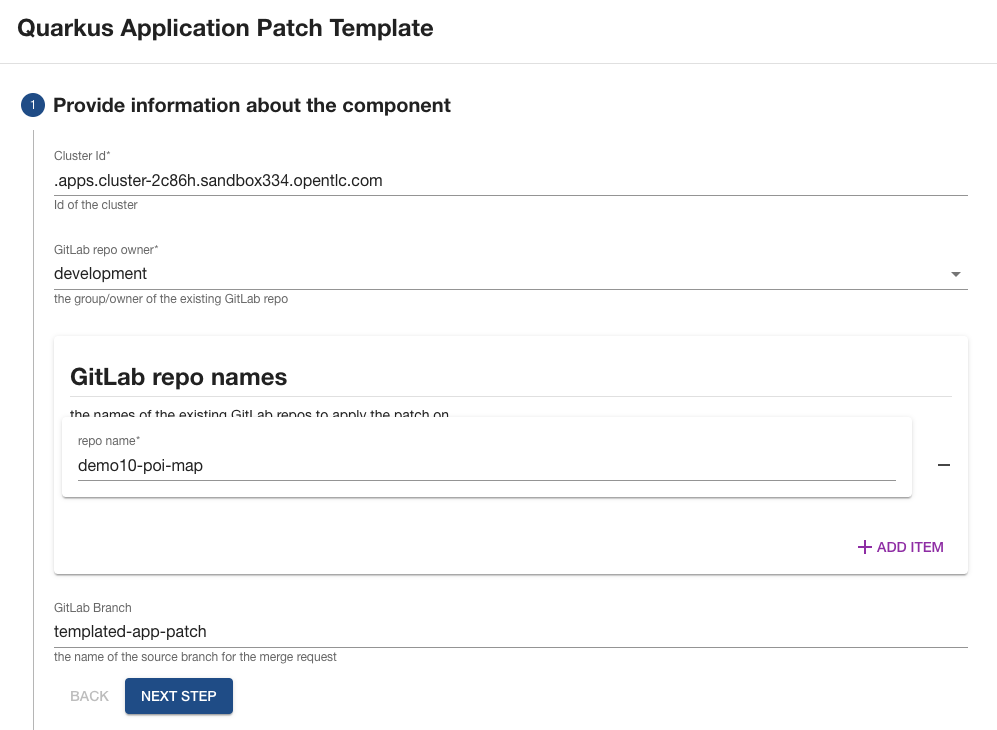 Quarkus Application Patch Template
1 Provide information about the component
Cluster Id*
.apps.cluster-2c86h.sandbox334.opentlc.com
Id of the cluster
GitLab repo owner*
development
the group/owner of the existing GitLab repo
GitLab repo names
the names of the existing GitLab repos to apply the patch on
repo name*
demo10-poi-map
ADD ITEM
GitLab Branch
templated-app-patch
the name of the source branch for the merge request
BACK NEXT STEP